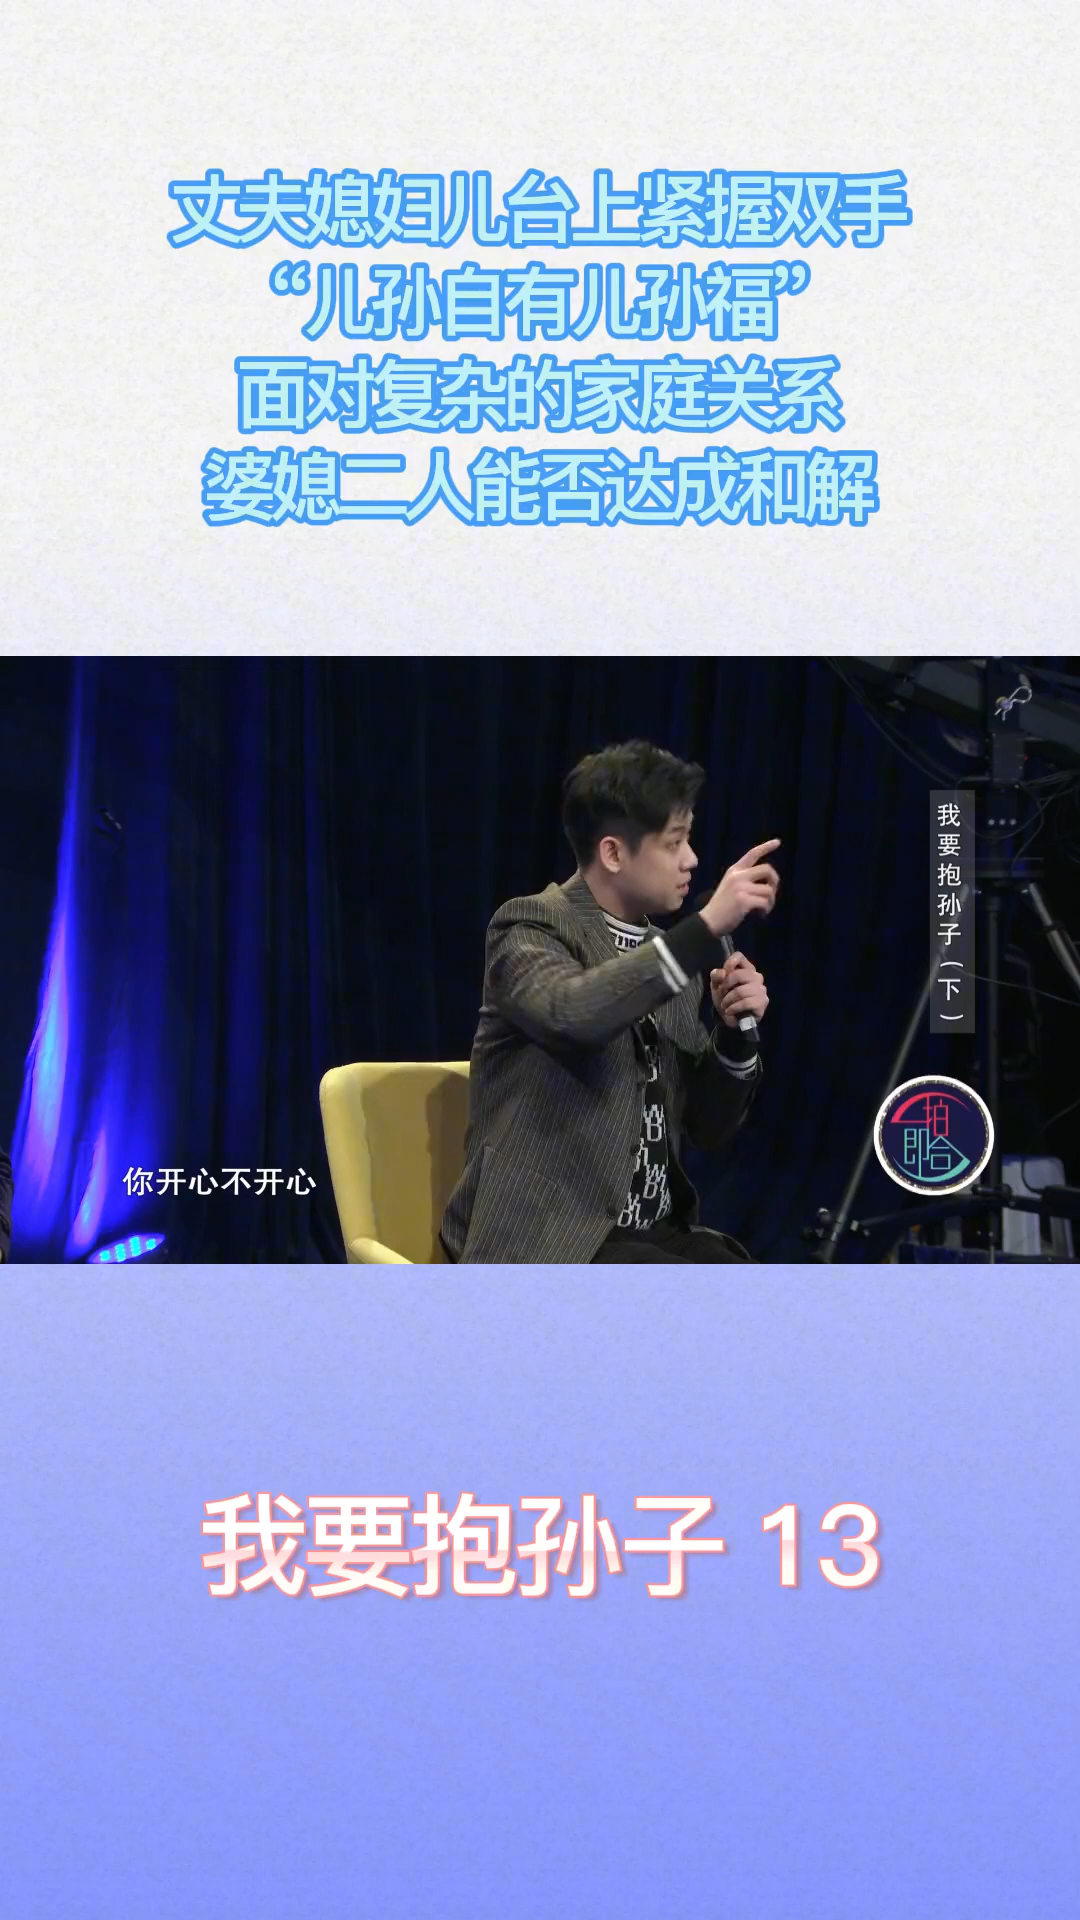 丈夫媳妇儿台上紧握双手
“儿孙自有儿孙福”
面对复杂的家庭关系
婆媳二人能否达成和解
我要抱孙子（下）
一拍
即合
你开心不开心
我要抱孙子 13